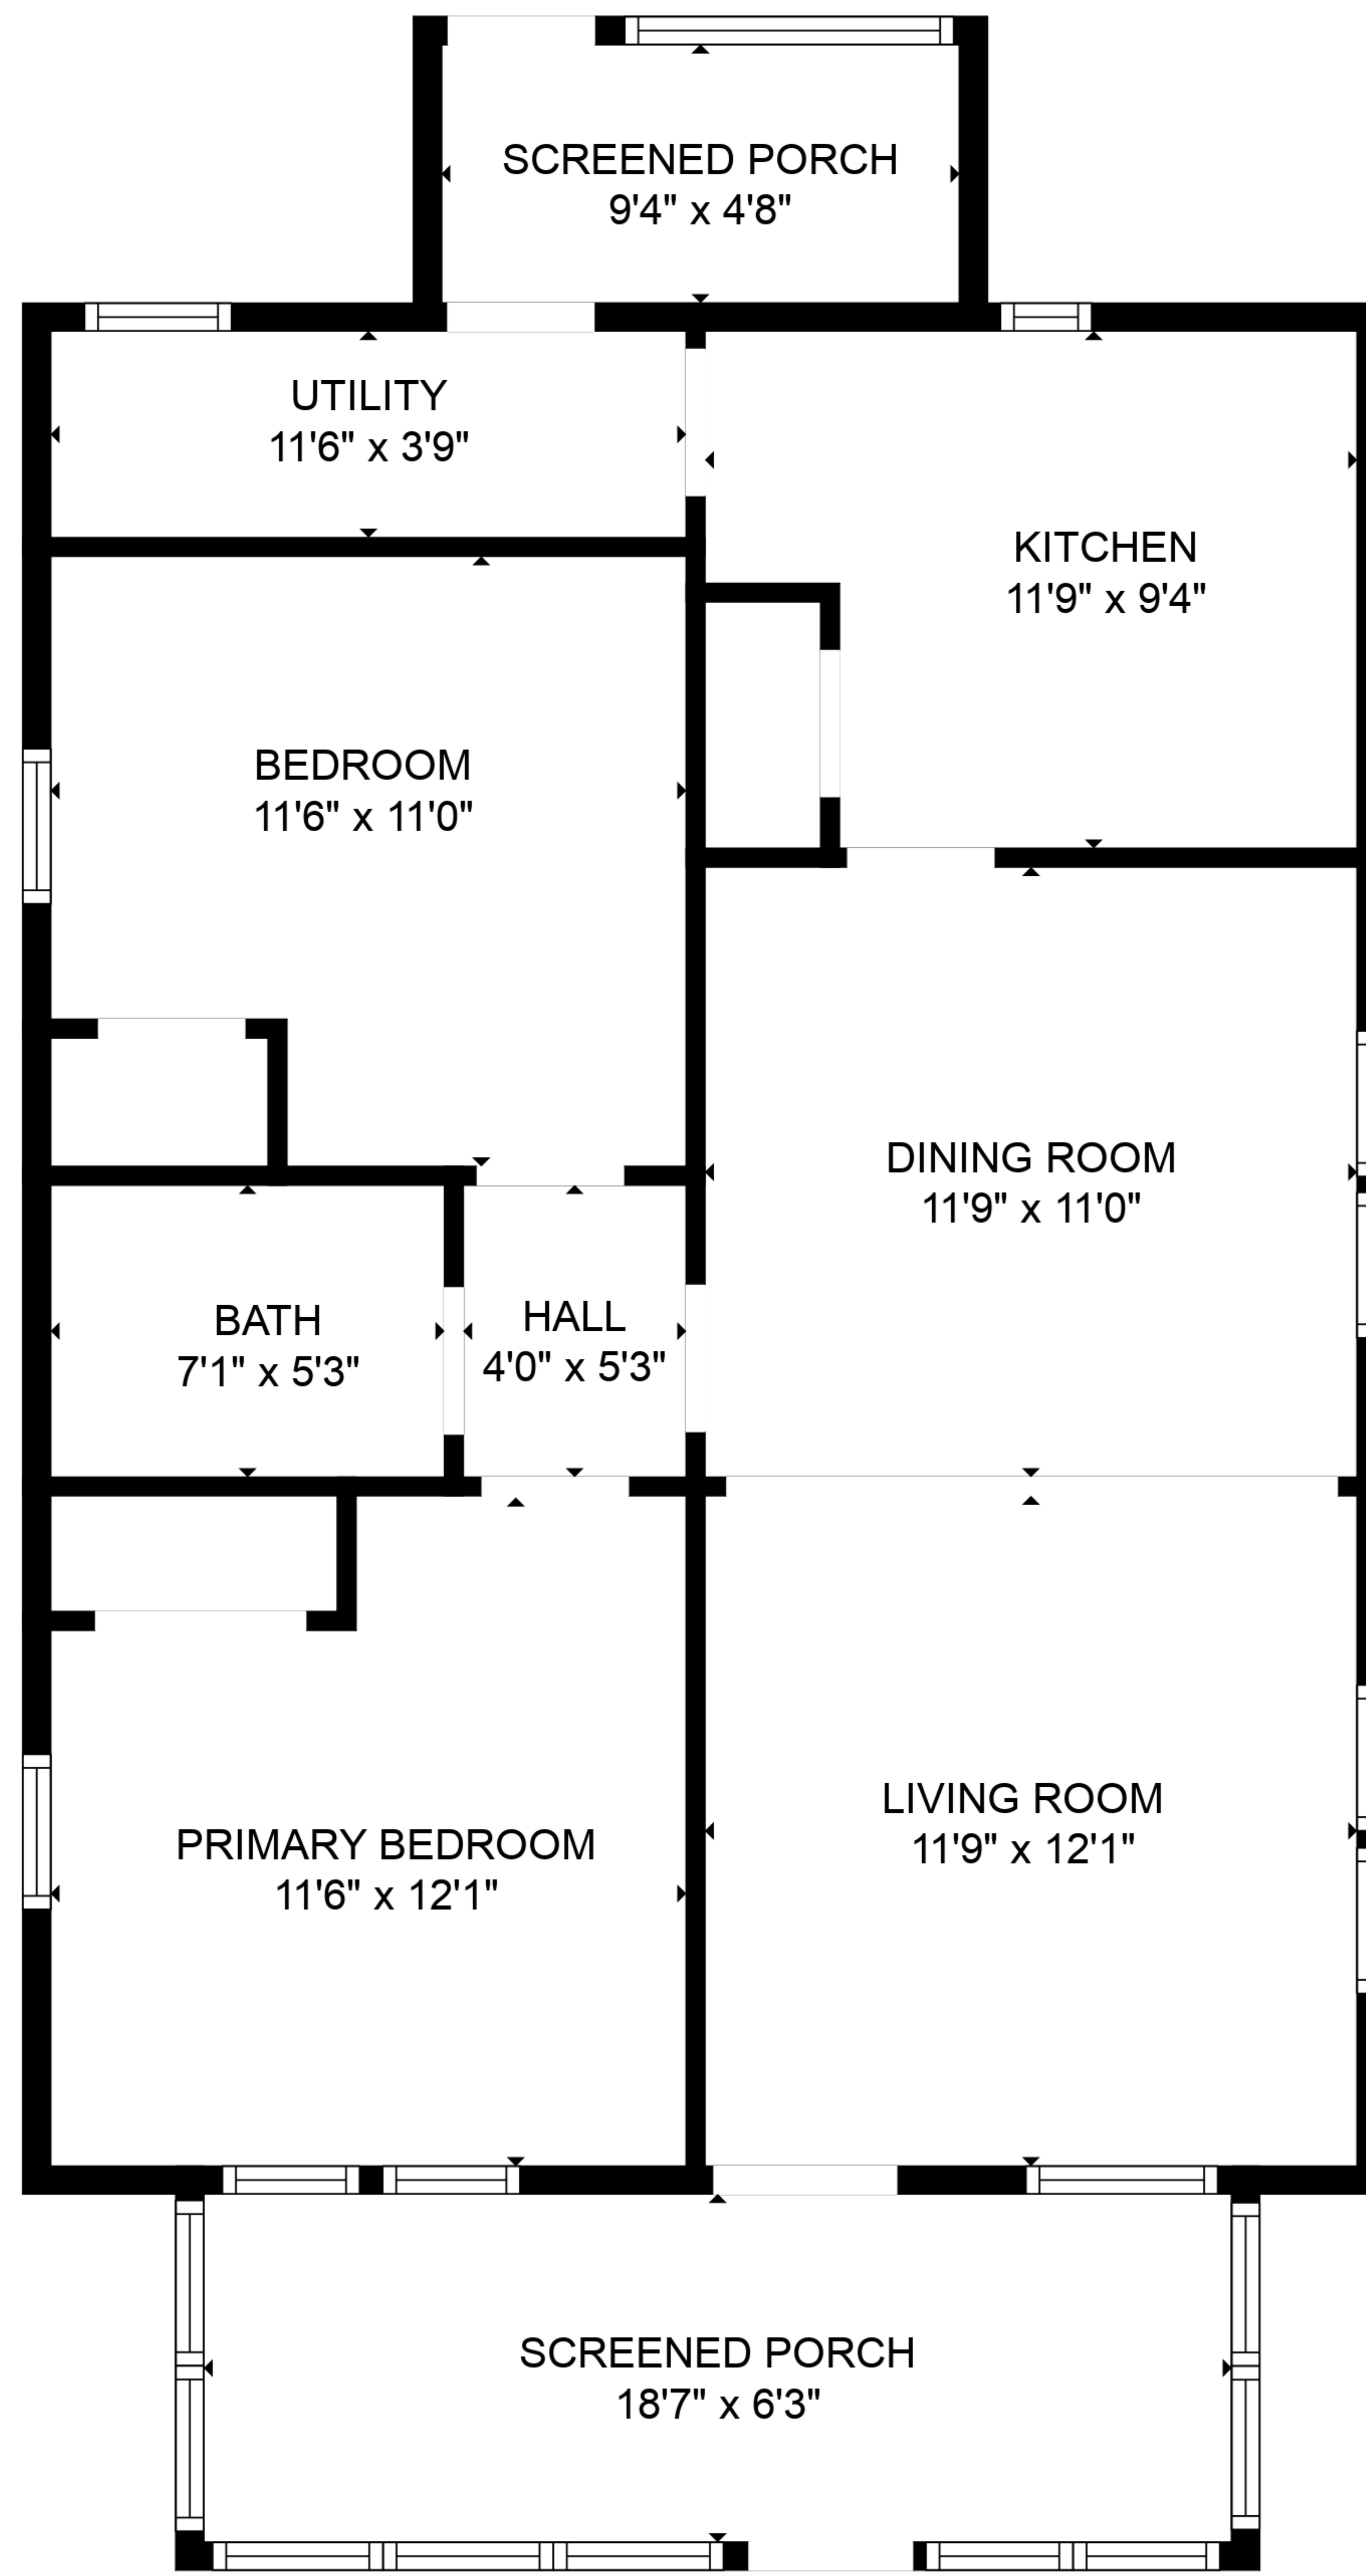 SCREENED PORCH
9'4" x 4'8"
UTILITY
11'6" x 3'9"
KITCHEN
11'9" x 9'4"
BEDROOM
11'6" x 11'0"
DINING ROOM
11'9" x 11'0"
BATH
7'1" x 5'3"
HALL
4'0" x 5'3"
LIVING ROOM
11'9" x 12'1"
PRIMARY BEDROOM
11'6" x 12'1"
SCREENED PORCH
18'7" x 6'3"